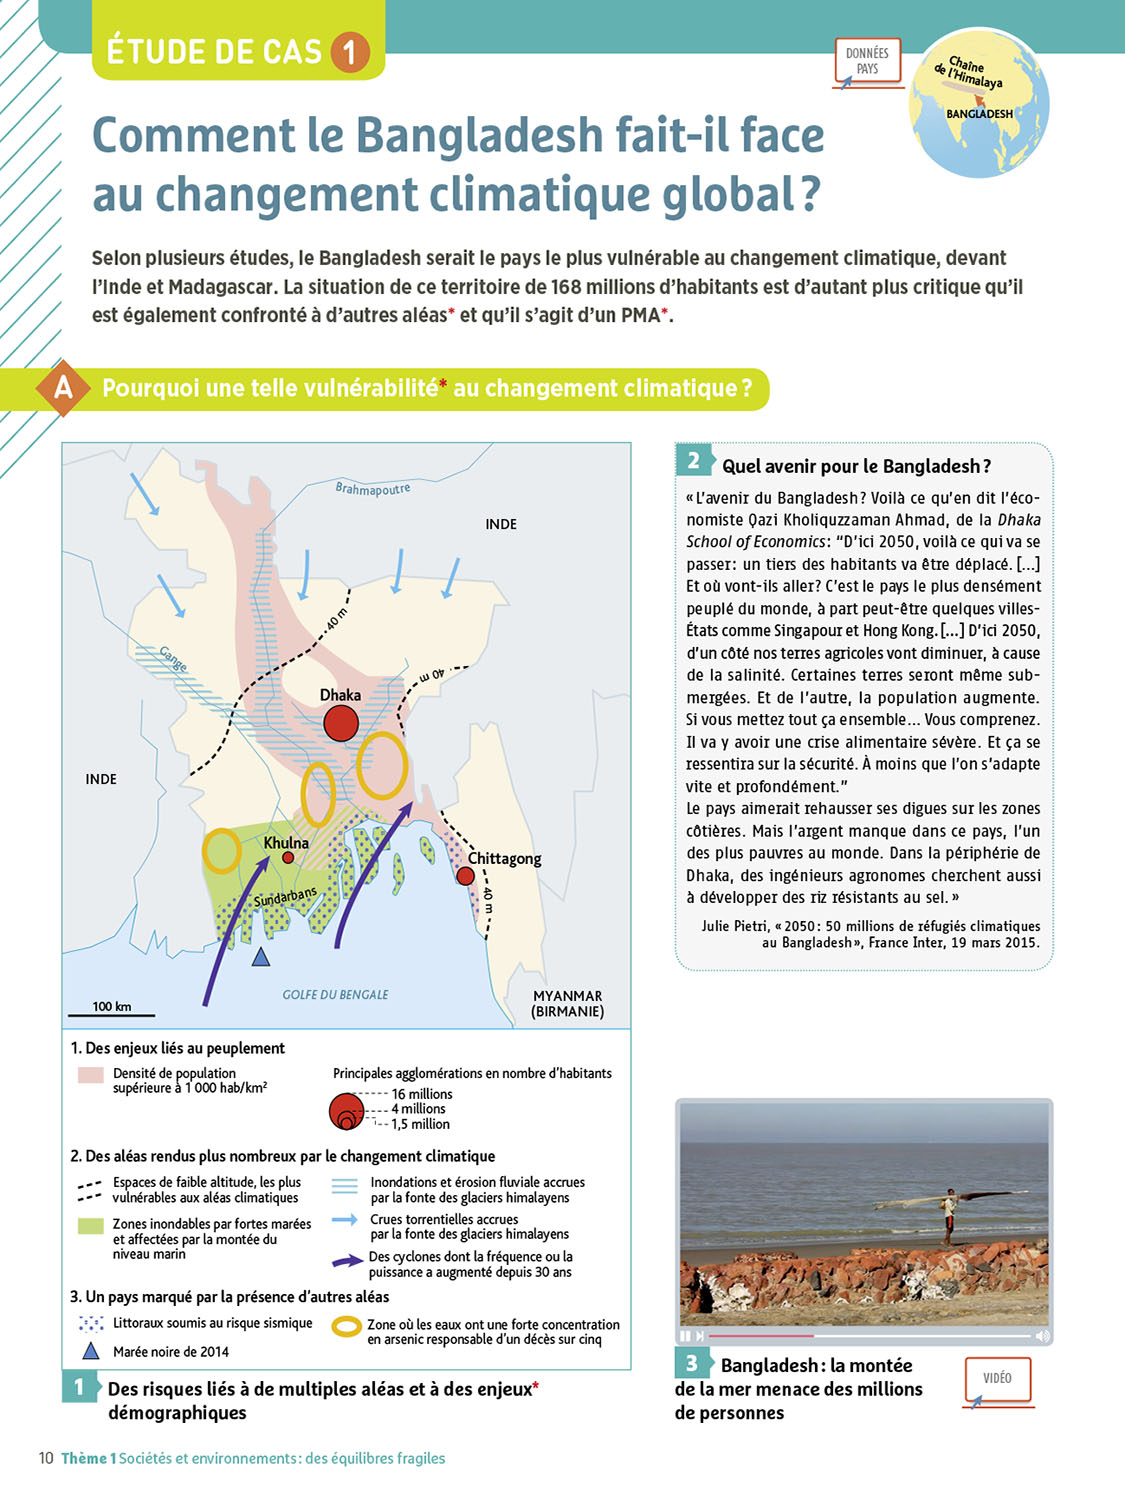 ÉTUDE DE CAS 1
DONNÉES
PAYS
Chaîne
de l'Himalaya
BANGLADESH
Comment le Bangladesh fait-il face
au changement climatique global ?
Selon plusieurs études, le Bangladesh serait le pays le plus vulnérable au changement climatique, devant
l'Inde et Madagascar. La situation de ce territoire de 168 millions d'habitants est d'autant plus critique qu'il
est également confronté à d'autres aléas* et qu'il s'agit d'un PMA*.
A Pourquoi une telle vulnérabilité* au changement climatique ?
Brahmapoutre
INDE
40 m
Gange
40 m
Dhaka
INDE
Khulna
Chittagong
Sundarbans
40 m
GOLFE DU BENGALE
MYANMAR
(BIRMANIE)
100 km
1. Des enjeux liés au peuplement
Densité de population
supérieure à 1 000 hab/km²
Principales agglomérations en nombre d'habitants
16 millions
4 millions
1,5 million
2. Des aléas rendus plus nombreux par le changement climatique
Espaces de faible altitude, les plus
vulnérables aux aléas climatiques
Zones inondables par fortes marées
et affectées par la montée du
niveau marin
Inondations et érosion fluviale accrues
par la fonte des glaciers himalayens
Crues torrentielles accrues
par la fonte des glaciers himalayens
Des cyclones dont la fréquence ou la
puissance a augmenté depuis 30 ans
3. Un pays marqué par la présence d'autres aléas
Littoraux soumis au risque sismique
Marée noire de 2014
Zone où les eaux ont une forte concentration
en arsenic responsable d'un décès sur cinq
1 Des risques liés à de multiples aléas et à des enjeux*
démographiques
2 Quel avenir pour le Bangladesh ?
« L'avenir du Bangladesh ? Voilà ce qu'en dit l'éco-
nomiste Qazi Kholiquzzaman Ahmad, de la Dhaka
School of Economics : "D'ici 2050, voilà ce qui va se
passer : un tiers des habitants va être déplacé. [...]
Et où vont-ils aller ? C'est le pays le plus densément
peuplé du monde, à part peut-être quelques villes-
États comme Singapour et Hong Kong. [...] D'ici 2050,
d'un côté nos terres agricoles vont diminuer, à cause
de la salinité. Certaines terres seront même sub-
mergées. Et de l'autre, la population augmente.
Si vous mettez tout ça ensemble... Vous comprenez.
Il va y avoir une crise alimentaire sévère. Et ça se
ressentira sur la sécurité. À moins que l'on s'adapte
vite et profondément."
Le pays aimerait rehausser ses digues sur les zones
côtières. Mais l'argent manque dans ce pays, l'un
des plus pauvres au monde. Dans la périphérie de
Dhaka, des ingénieurs agronomes cherchent aussi
à développer des riz résistants au sel. »
Julie Pietri, « 2050 : 50 millions de réfugiés climatiques
au Bangladesh », France Inter, 19 mars 2015.
3 Bangladesh : la montée
de la mer menace des millions
de personnes
VIDÉO
10 Thème 1 Sociétés et environnements : des équilibres fragiles